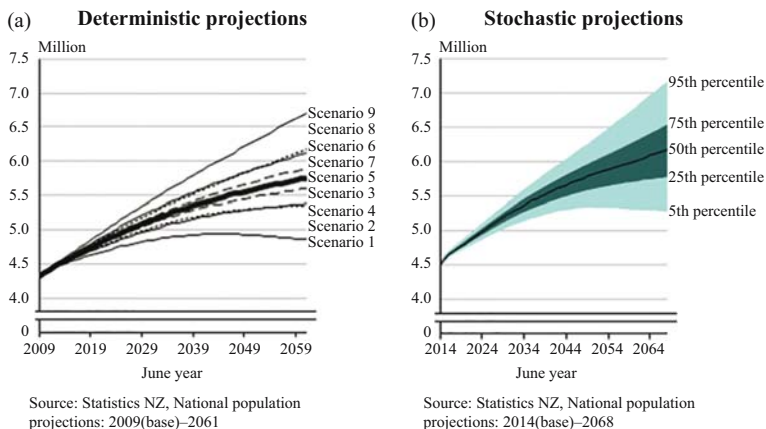 (a) Deterministic projections
Million
7.5
7.0
6.5
6.0
5.5
5.0
4.5
4.0
0
Scenario 9
Scenario 8
Scenario 6
Scenario 7
Scenario 5
Scenario 3
Scenario 4
Scenario 2
Scenario 1
2009 2019 2029 2039 2049 2059
June year
Source: Statistics NZ, National population
projections: 2009(base)–2061
(b) Stochastic projections
Million
7.5
7.0
6.5
6.0
5.5
5.0
4.5
4.0
0
95th percentile
75th percentile
50th percentile
25th percentile
5th percentile
2014 2024 2034 2044 2054 2064
June year
Source: Statistics NZ, National population
projections: 2014(base)–2068